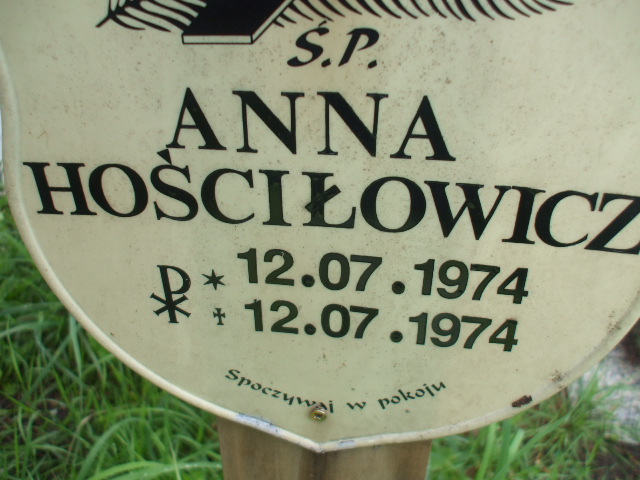 Ś.P.
ANNA
HOŚCIŁOWICZ
* 12.07.1974
✝ 12.07.1974
Spoczywaj w pokoju